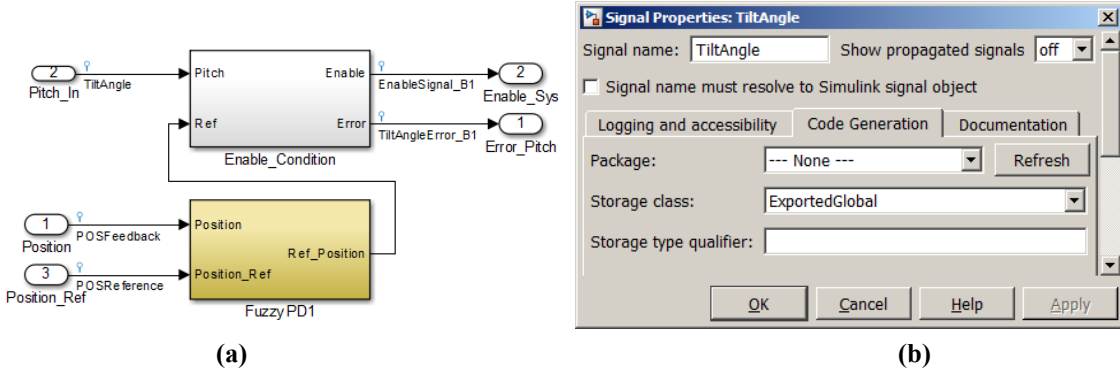 2
Pitch_In
TiltAngle
Pitch
Ref
Enable
Error
Enable_Condition
EnableSignal_B1
2
Enable_Sys
TiltAngleError_B1
1
Error_Pitch
1
Position
POSFeedback
3
Position_Ref
POSReference
Position
Position_Ref
Ref_Position
Fuzzy PD1
(a)
Signal Properties: TiltAngle
Signal name: TiltAngle Show propagated signals off
Signal name must resolve to Simulink signal object
Logging and accessibility Code Generation Documentation
Package: --- None --- Refresh
Storage class: ExportedGlobal
Storage type qualifier:
OK Cancel Help Apply
(b)